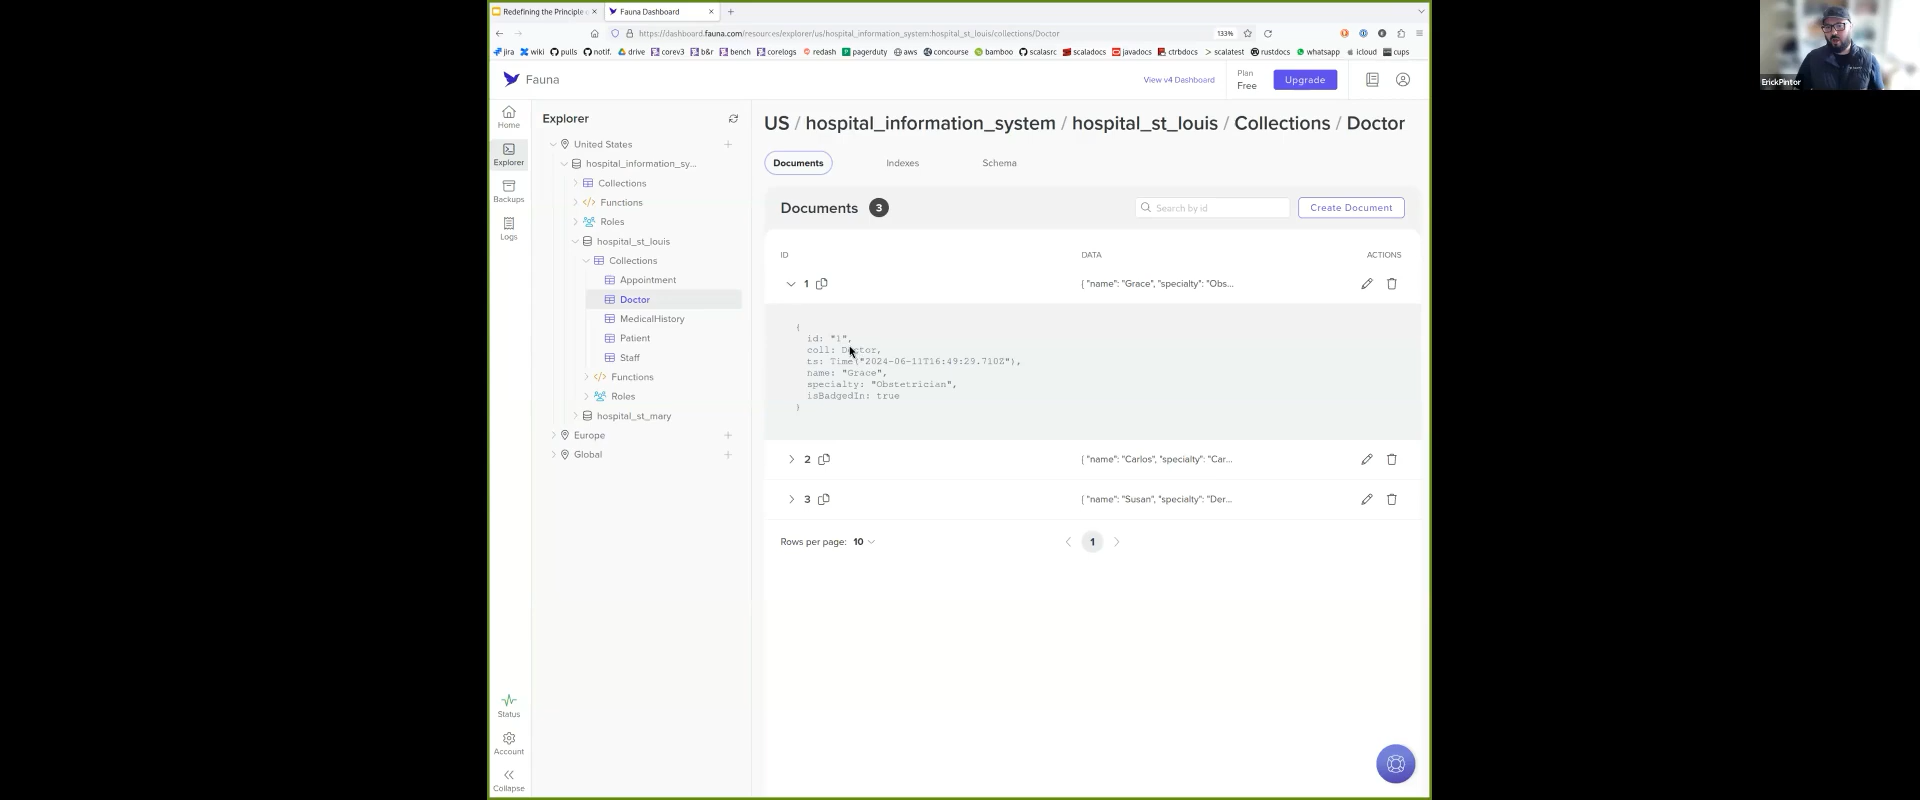 Redefining the Principle
Fauna Dashboard
https://dashboard.fauna.com/resources/explorer/us/hospital_information_system:hospital_st_louis/collections/Doctor
133%
jira wiki pulls notif. drive corev3 b&r bench corelogs redash pagerduty aws concourse bamboo scalasrc scaladocs javadocs ctrbdocs scalatest rustdocs whatsapp icloud cups
ErickPintor
Fauna
View v4 Dashboard
Plan
Free
Upgrade
Home
Explorer
Backups
Logs
Status
Account
Collapse
Explorer
United States
hospital_information_sy...
Collections
Functions
Roles
hospital_st_louis
Collections
Appointment
Doctor
MedicalHistory
Patient
Staff
Functions
Roles
hospital_st_mary
Europe
Global
US / hospital_information_system / hospital_st_louis / Collections / Doctor
Documents Indexes Schema
Documents 3
Search by id
Create Document
ID DATA ACTIONS
1 { "name": "Grace", "specialty": "Obs...
{
id: "1",
coll: Doctor,
ts: Time("2024-06-11T16:49:29.710Z"),
name: "Grace",
specialty: "Obstetrician",
isBadgedIn: true
}
2 { "name": "Carlos", "specialty": "Car...
3 { "name": "Susan", "specialty": "Der...
Rows per page: 10
1